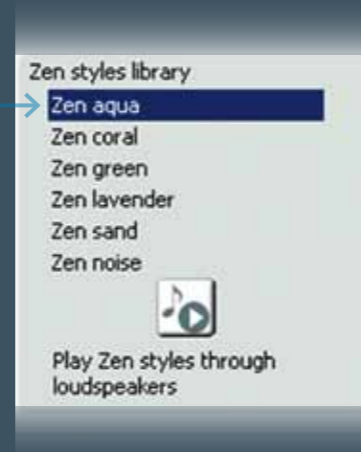 Zen styles library
Zen aqua
Zen coral
Zen green
Zen lavender
Zen sand
Zen noise
Play Zen styles through
loudspeakers